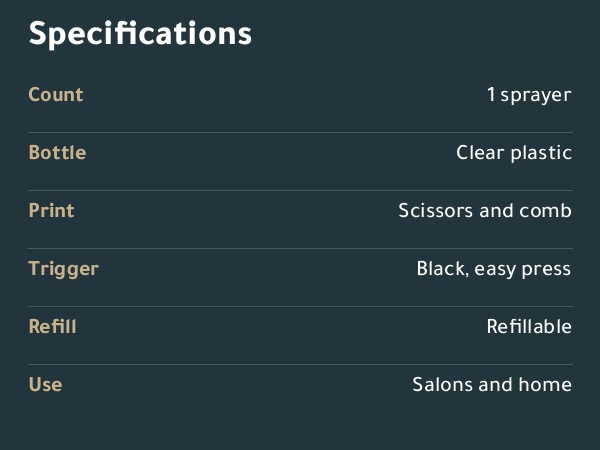 Specifications
Count 1 sprayer
Bottle Clear plastic
Print Scissors and comb
Trigger Black, easy press
Refill Refillable
Use Salons and home